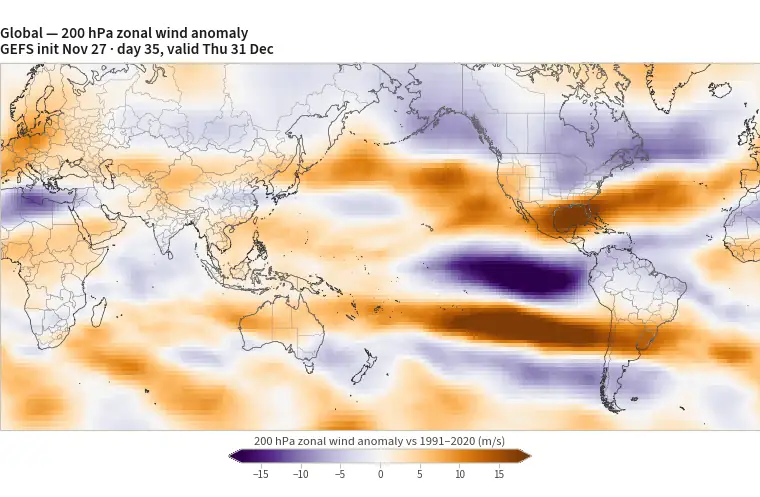 Global — 200 hPa zonal wind anomaly
GEFS init Nov 27 · day 35, valid Thu 31 Dec
200 hPa zonal wind anomaly vs 1991–2020 (m/s)
−15 −10 −5 0 5 10 15